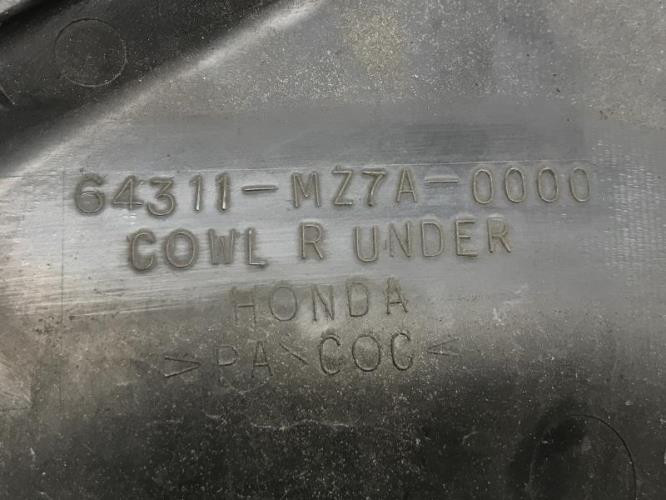 64311-MZ7A-0000
COWL R UNDER
HONDA
>PA>COC<